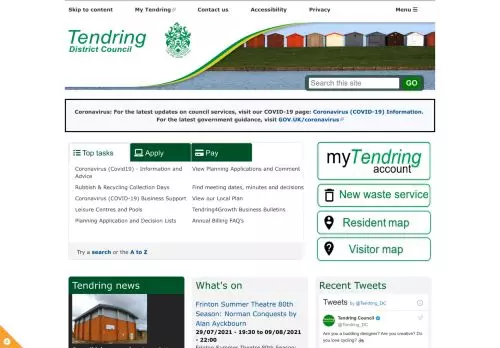 Skip to content
My Tendring
Contact us
Accessibility
Privacy
Menu ☰
Tendring
District Council
Search this site
GO
Coronavirus: For the latest updates on council services, visit our COVID-19 page: Coronavirus (COVID-19) Information.
For the latest government guidance, visit GOV.UK/coronavirus
Top tasks
Apply
Pay
Coronavirus (Covid19) - Information and Advice
Rubbish & Recycling Collection Days
Coronavirus (COVID-19) Business Support
Leisure Centres and Pools
Planning Application and Decision Lists
View Planning Applications and Comment
Find meeting dates, minutes and decisions
View our Local Plan
Tendring4Growth Business Bulletins
Annual Billing FAQ's
Try a search or the A to Z
myTendring
account
New waste service
Resident map
Visitor map
Tendring news
What's on
Frinton Summer Theatre 80th
Season: Norman Conquests by
Alan Ayckbourn
29/07/2021 - 19:30 to 09/08/2021
- 22:00
Frinton Summer Theatre 80th Season:
Recent Tweets
Tweets by @Tendring_DC
Tendring Council
@Tendring_DC
Are you a budding designer? Are you creative? Do
you love cycling?